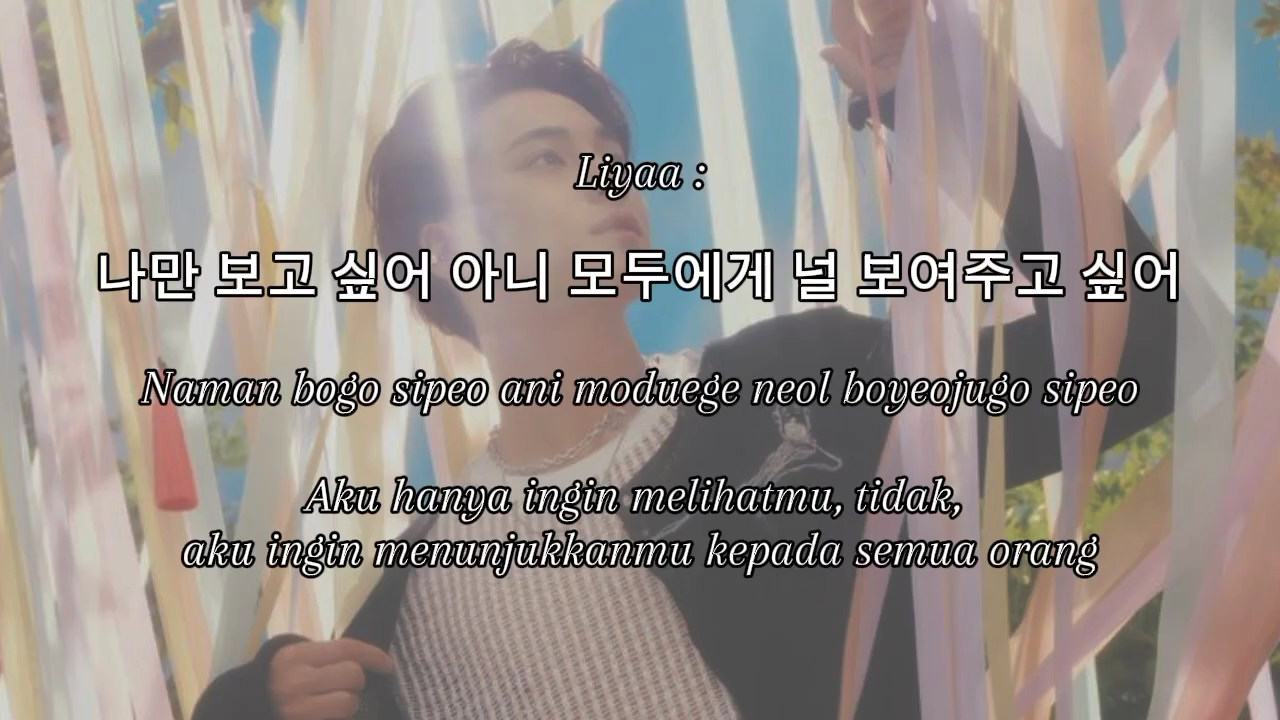 Liyaa :
나만 보고 싶어 아니 모두에게 널 보여주고 싶어
Naman bogo sipeo ani moduege neol boyeojugo sipeo
Aku hanya ingin melihatmu, tidak,
aku ingin menunjukkanmu kepada semua orang